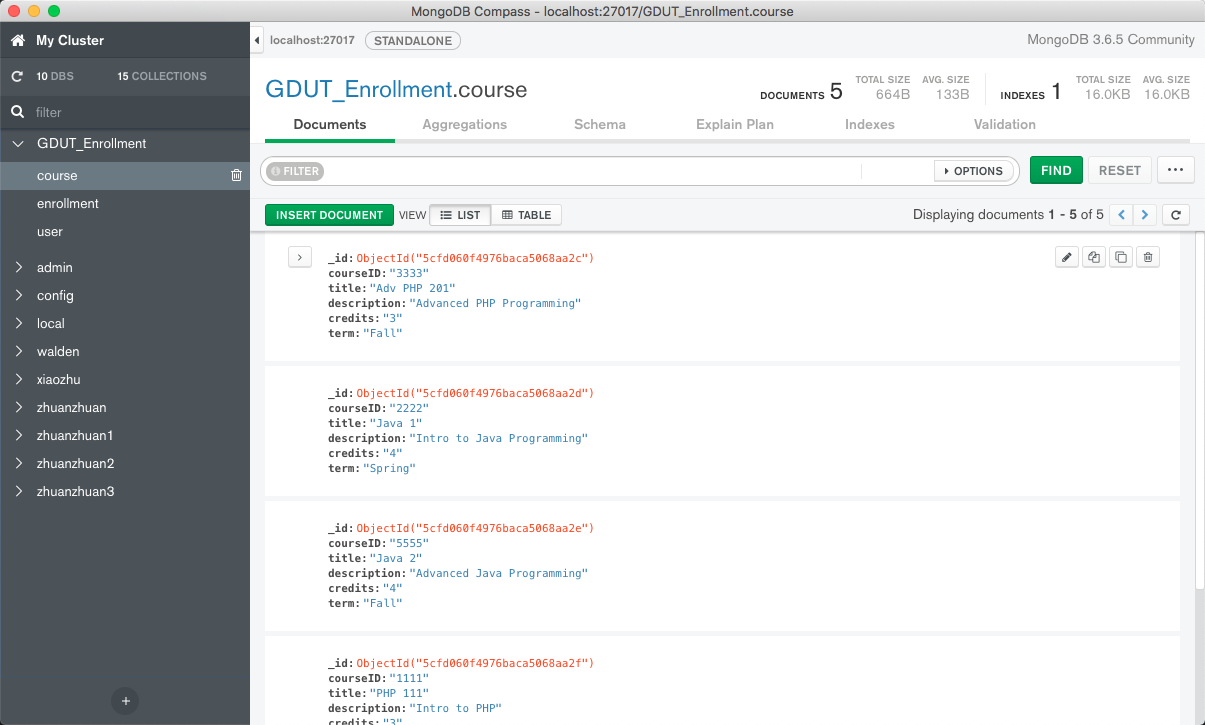 MongoDB Compass - localhost:27017/GDUT_Enrollment.course
My Cluster
10 DBS 15 COLLECTIONS
filter
GDUT_Enrollment
course
enrollment
user
admin
config
local
walden
xiaozhu
zhuanzhuan
zhuanzhuan1
zhuanzhuan2
zhuanzhuan3
+
localhost:27017 STANDALONE MongoDB 3.6.5 Community
GDUT_Enrollment.course
DOCUMENTS 5 TOTAL SIZE 664B AVG. SIZE 133B INDEXES 1 TOTAL SIZE 16.0KB AVG. SIZE 16.0KB
Documents Aggregations Schema Explain Plan Indexes Validation
FILTER OPTIONS FIND RESET ...
INSERT DOCUMENT VIEW LIST TABLE Displaying documents 1 - 5 of 5
_id: ObjectId("5cfd060f4976baca5068aa2c")
courseID: "3333"
title: "Adv PHP 201"
description: "Advanced PHP Programming"
credits: "3"
term: "Fall"
_id: ObjectId("5cfd060f4976baca5068aa2d")
courseID: "2222"
title: "Java 1"
description: "Intro to Java Programming"
credits: "4"
term: "Spring"
_id: ObjectId("5cfd060f4976baca5068aa2e")
courseID: "5555"
title: "Java 2"
description: "Advanced Java Programming"
credits: "4"
term: "Fall"
_id: ObjectId("5cfd060f4976baca5068aa2f")
courseID: "1111"
title: "PHP 111"
description: "Intro to PHP"
credits: "3"